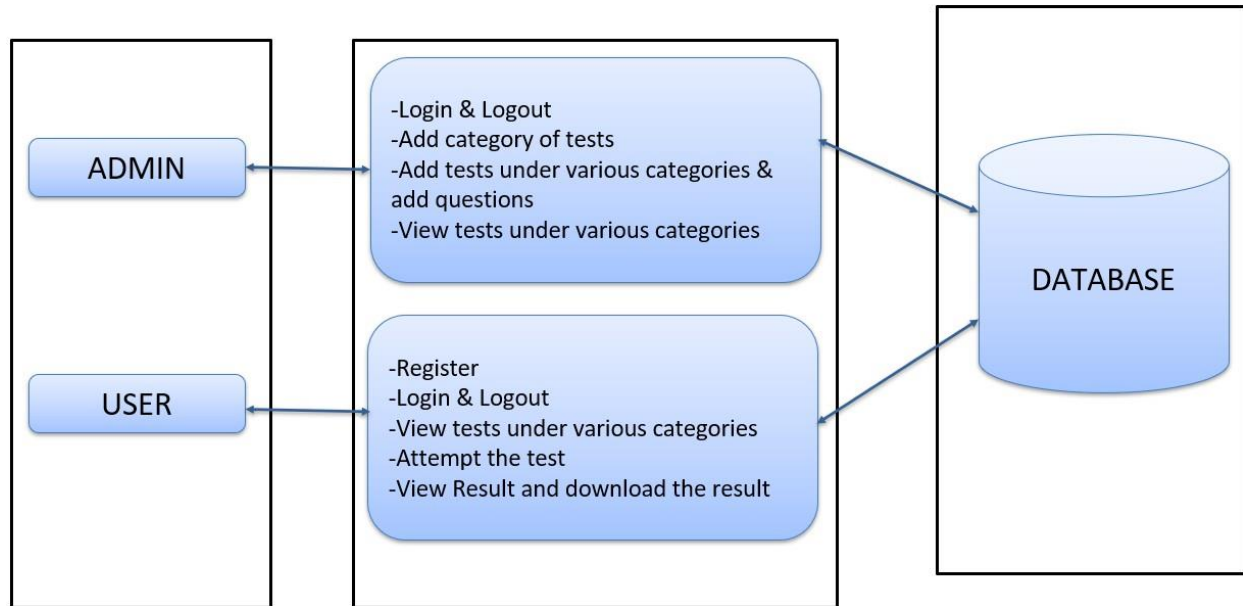 ADMIN
-Login & Logout
-Add category of tests
-Add tests under various categories &
add questions
-View tests under various categories
DATABASE
USER
-Register
-Login & Logout
-View tests under various categories
-Attempt the test
-View Result and download the result